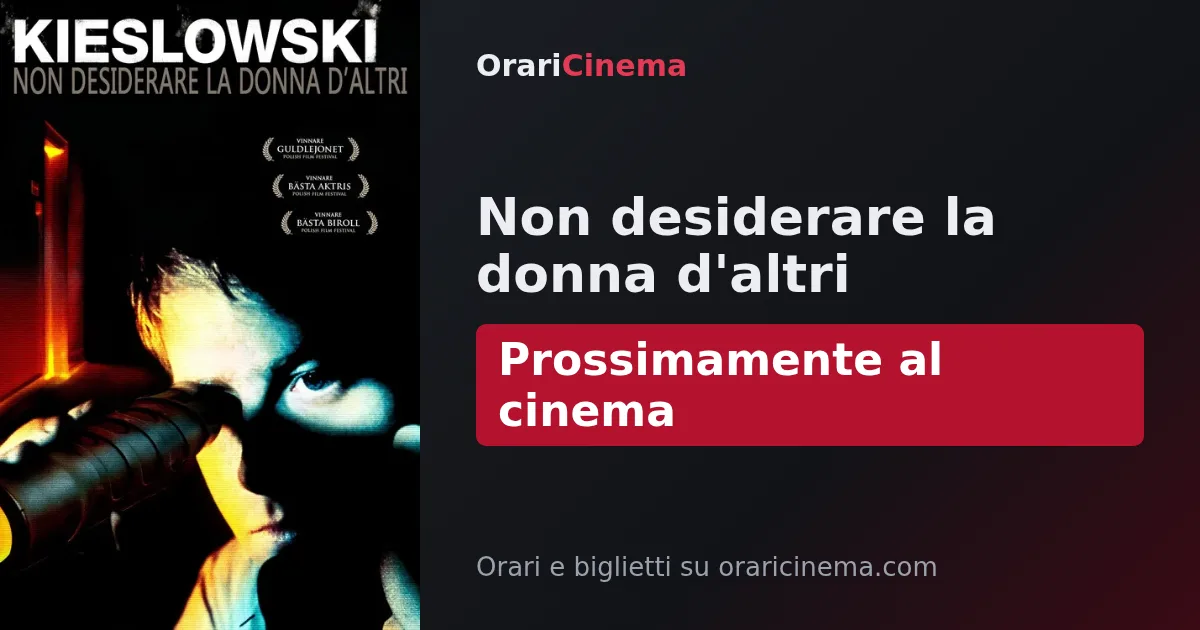 KIESLOWSKI
NON DESIDERARE LA DONNA D'ALTRI
VINNARE
GULDLEJONET
POLISH FILM FESTIVAL
VINNARE
BÄSTA AKTRIS
POLISH FILM FESTIVAL
VINNARE
BÄSTA BIROLL
POLISH FILM FESTIVAL
OrariCinema
Non desiderare la
donna d'altri
Prossimamente al
cinema
Orari e biglietti su oraricinema.com